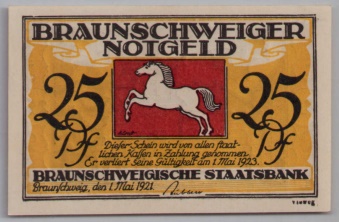 BRAUNSCHWEIGER
NOTGELD
25 Pf
25 Pf
Dieser Schein wird von allen staat-
lichen Kassen in Zahlung genommen.
Er verliert Seine Gültigkeit am 1 Mai 1923.
BRAUNSCHWEIGISCHE STAATSBANK
Braunschweig, den 1. Mai 1921.